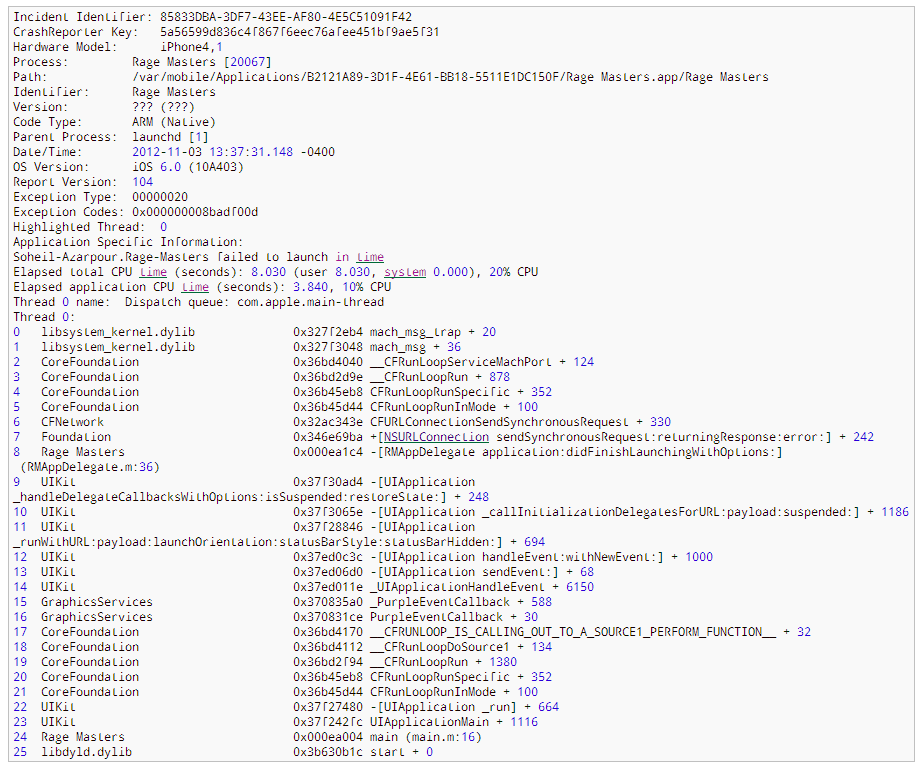 Incident Identifier: 85833DBA-3DF7-43EE-AF80-4E5C51091F42
CrashReporter Key:   5a56599d836c4f867f6eec76afee451bf9ae5f31
Hardware Model:      iPhone4,1
Process:         Rage Masters [20067]
Path:            /var/mobile/Applications/B2121A89-3D1F-4E61-BB18-5511E1DC150F/Rage Masters.app/Rage Masters
Identifier:      Rage Masters
Version:         ??? (???)
Code Type:       ARM (Native)
Parent Process:  launchd [1]
Date/Time:       2012-11-03 13:37:31.148 -0400
OS Version:      iOS 6.0 (10A403)
Report Version:  104
Exception Type:  00000020
Exception Codes: 0x000000008badf00d
Highlighted Thread:  0
Application Specific Information:
Soheil-Azarpour.Rage-Masters failed to launch in time
Elapsed total CPU time (seconds): 8.030 (user 8.030, system 0.000), 20% CPU
Elapsed application CPU time (seconds): 3.840, 10% CPU
Thread 0 name:  Dispatch queue: com.apple.main-thread
Thread 0:
0   libsystem_kernel.dylib              0x327f2eb4 mach_msg_trap + 20
1   libsystem_kernel.dylib              0x327f3048 mach_msg + 36
2   CoreFoundation                      0x36bd4040 __CFRunLoopServiceMachPort + 124
3   CoreFoundation                      0x36bd2d9e __CFRunLoopRun + 878
4   CoreFoundation                      0x36b45eb8 CFRunLoopRunSpecific + 352
5   CoreFoundation                      0x36b45d44 CFRunLoopRunInMode + 100
6   CFNetwork                           0x32ac343e CFURLConnectionSendSynchronousRequest + 330
7   Foundation                          0x346e69ba +[NSURLConnection sendSynchronousRequest:returningResponse:error:] + 242
8   Rage Masters                        0x000ea1c4 -[RMAppDelegate application:didFinishLaunchingWithOptions:]
(RMAppDelegate.m:36)
9   UIKit                               0x37f30ad4 -[UIApplication
_handleDelegateCallbacksWithOptions:isSuspended:restoreState:] + 248
10  UIKit                               0x37f3065e -[UIApplication _callInitializationDelegatesForURL:payload:suspended:] + 1186
11  UIKit                               0x37f28846 -[UIApplication
_runWithURL:payload:launchOrientation:statusBarStyle:statusBarHidden:] + 694
12  UIKit                               0x37ed0c3c -[UIApplication handleEvent:withNewEvent:] + 1000
13  UIKit                               0x37ed06d0 -[UIApplication sendEvent:] + 68
14  UIKit                               0x37ed011e _UIApplicationHandleEvent + 6150
15  GraphicsServices                    0x370835a0 _PurpleEventCallback + 588
16  GraphicsServices                    0x370831ce PurpleEventCallback + 30
17  CoreFoundation                      0x36bd4170 __CFRUNLOOP_IS_CALLING_OUT_TO_A_SOURCE1_PERFORM_FUNCTION__ + 32
18  CoreFoundation                      0x36bd4112 __CFRunLoopDoSource1 + 134
19  CoreFoundation                      0x36bd2f94 __CFRunLoopRun + 1380
20  CoreFoundation                      0x36b45eb8 CFRunLoopRunSpecific + 352
21  CoreFoundation                      0x36b45d44 CFRunLoopRunInMode + 100
22  UIKit                               0x37f27480 -[UIApplication _run] + 664
23  UIKit                               0x37f242fc UIApplicationMain + 1116
24  Rage Masters                        0x000ea004 main (main.m:16)
25  libdyld.dylib                       0x3b630b1c start + 0